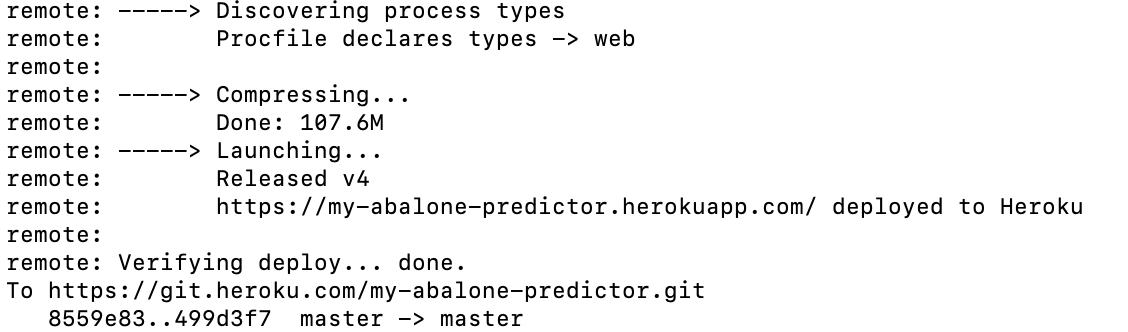 remote: -----> Discovering process types
remote:        Procfile declares types -> web
remote:
remote: -----> Compressing...
remote:        Done: 107.6M
remote: -----> Launching...
remote:        Released v4
remote:        https://my-abalone-predictor.herokuapp.com/ deployed to Heroku
remote:
remote: Verifying deploy... done.
To https://git.heroku.com/my-abalone-predictor.git
   8559e83..499d3f7  master -> master